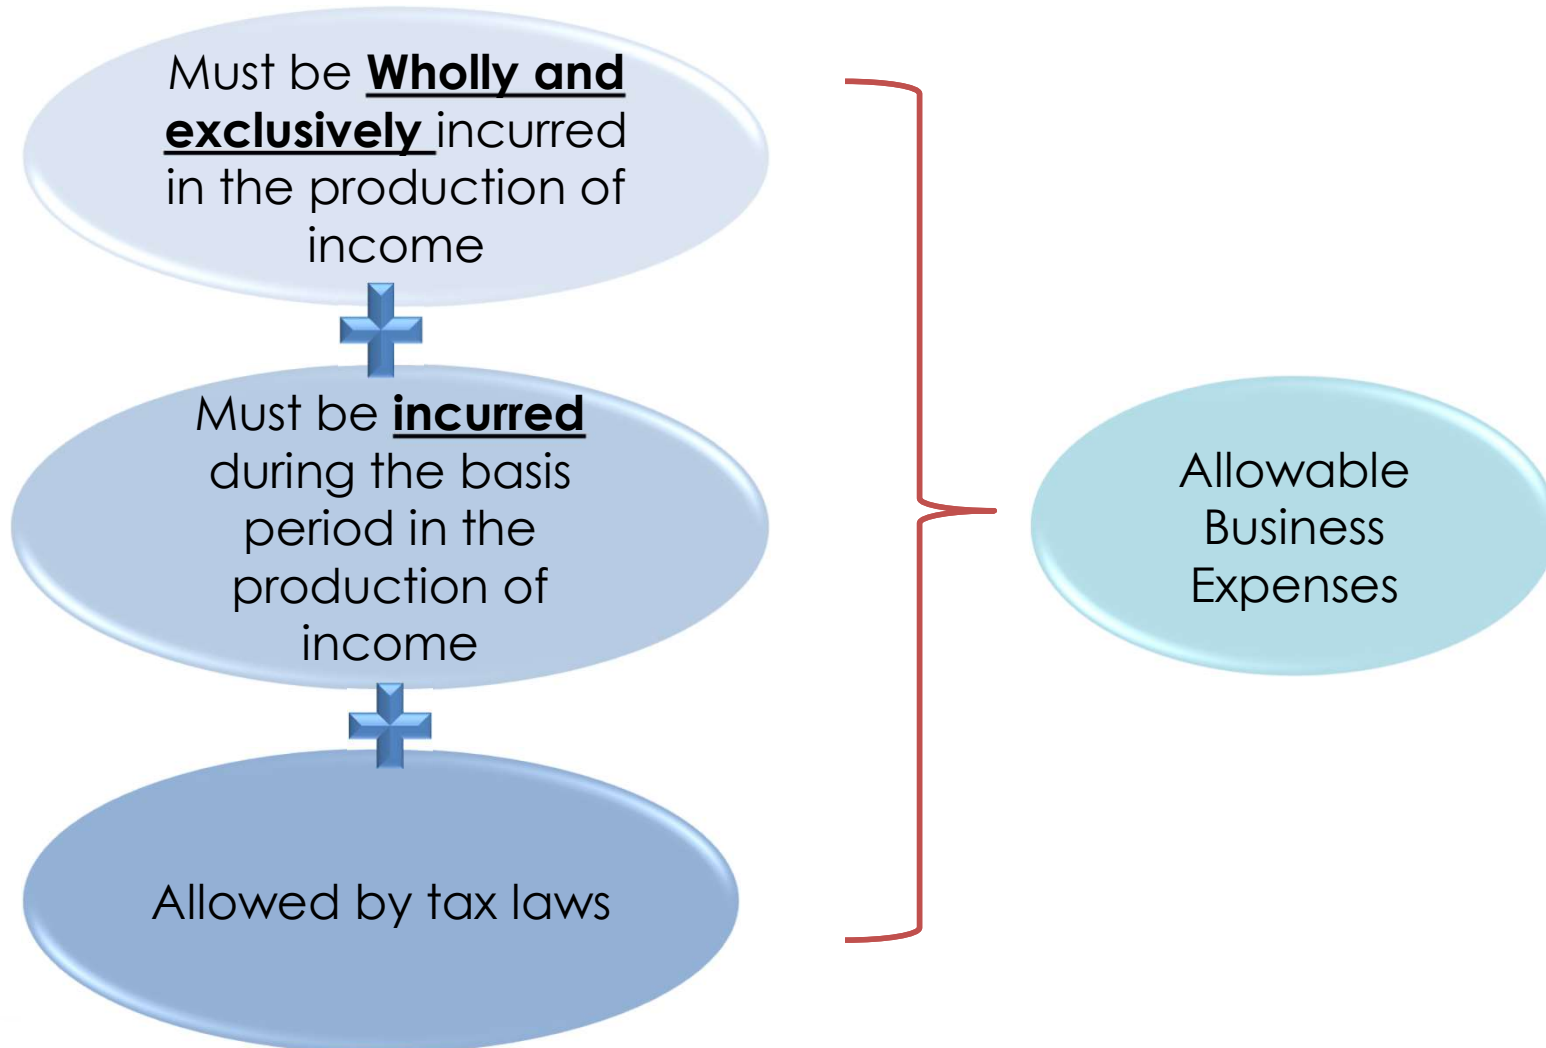 Must be Wholly and
exclusively incurred
in the production of
income
Must be incurred
during the basis
period in the
production of
income
Allowed by tax laws
Allowable
Business
Expenses